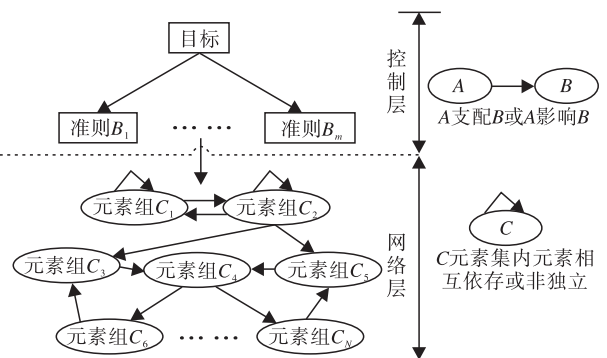 目标
准则B1
…… 
准则Bm
控制层
A
B
A支配B或A影响B
元素组C1
元素组C2
元素组C3
元素组C4
元素组C5
元素组C6
……
元素组CN
网络层
C
C元素集内元素相
互依存或非独立